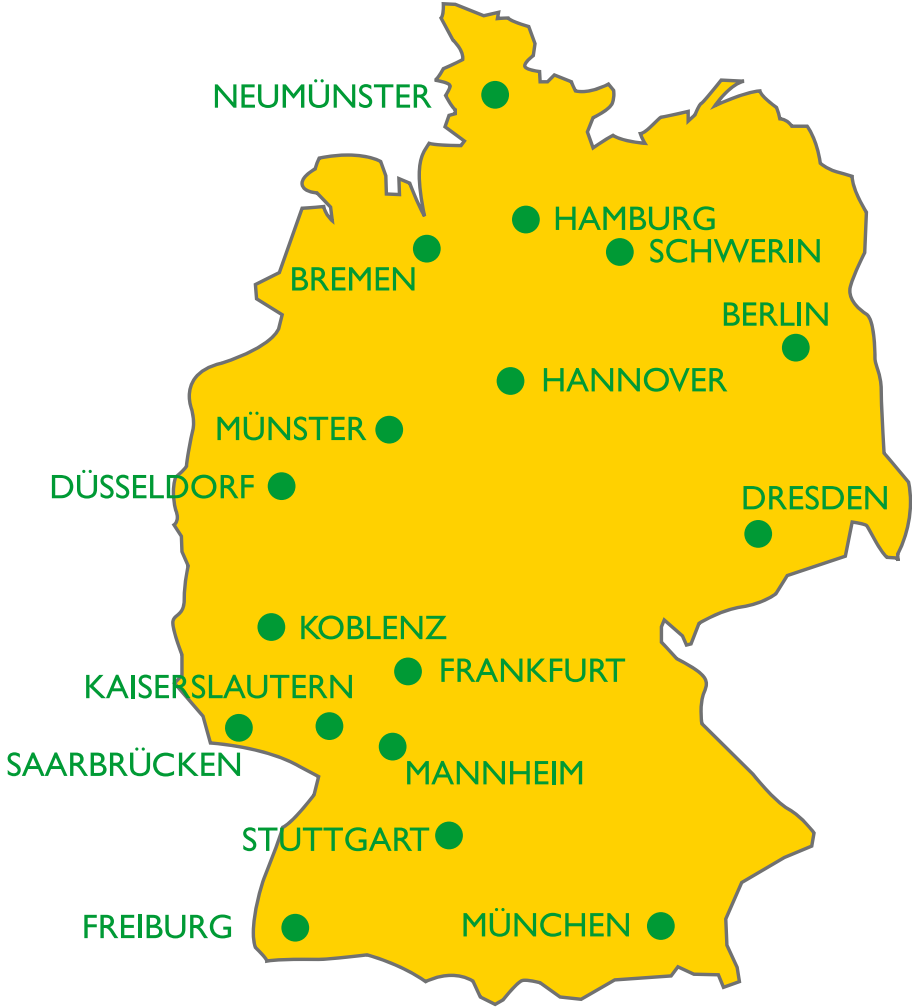 NEUMÜNSTER
HAMBURG
SCHWERIN
BREMEN
BERLIN
HANNOVER
MÜNSTER
DÜSSELDORF
DRESDEN
KOBLENZ
FRANKFURT
KAISERSLAUTERN
SAARBRÜCKEN
MANNHEIM
STUTTGART
FREIBURG
MÜNCHEN